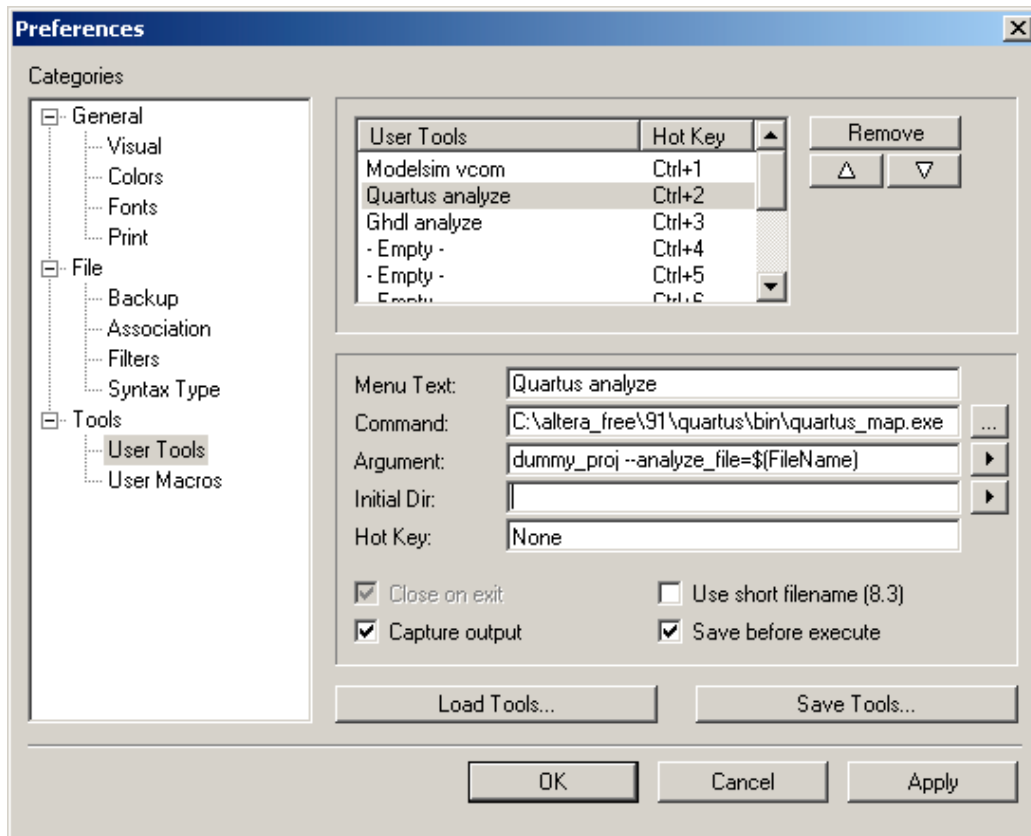 Preferences
Categories
General
Visual
Colors
Fonts
Print
File
Backup
Association
Filters
Syntax Type
Tools
User Tools
User Macros
User Tools Hot Key
Modelsim vcom Ctrl+1
Quartus analyze Ctrl+2
Ghdl analyze Ctrl+3
- Empty - Ctrl+4
- Empty - Ctrl+5
- Empty - Ctrl+6
Remove
Menu Text: Quartus analyze
Command: C:\altera_free\91\quartus\bin\quartus_map.exe ...
Argument: dummy_proj --analyze_file=$(FileName)
Initial Dir:
Hot Key: None
Close on exit Use short filename (8.3)
Capture output Save before execute
Load Tools... Save Tools...
OK Cancel Apply